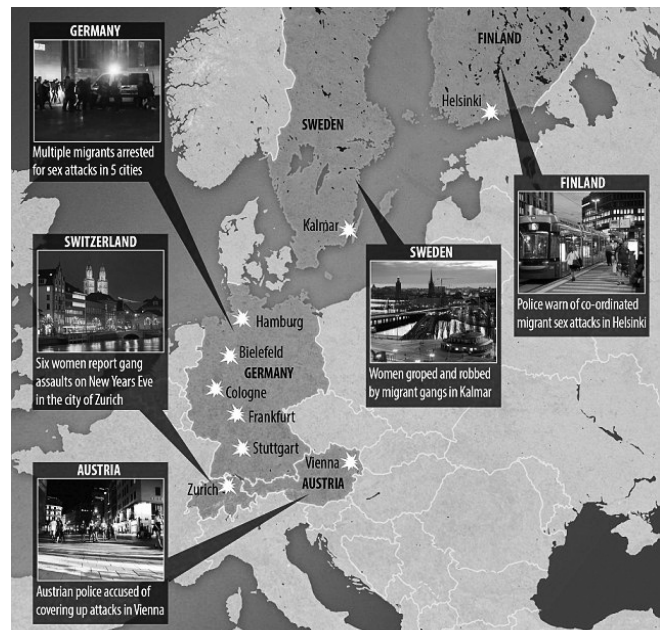 GERMANY
Multiple migrants arrested
for sex attacks in 5 cities
FINLAND
Helsinki
SWEDEN
Kalmar
FINLAND
Police warn of co-ordinated
migrant sex attacks in Helsinki
SWITZERLAND
Six women report gang
assaults on New Years Eve
in the city of Zurich
SWEDEN
Women groped and robbed
by migrant gangs in Kalmar
Hamburg
Bielefeld
GERMANY
Cologne
Frankfurt
Stuttgart
Vienna
Zurich
AUSTRIA
AUSTRIA
Austrian police accused of
covering up attacks in Vienna